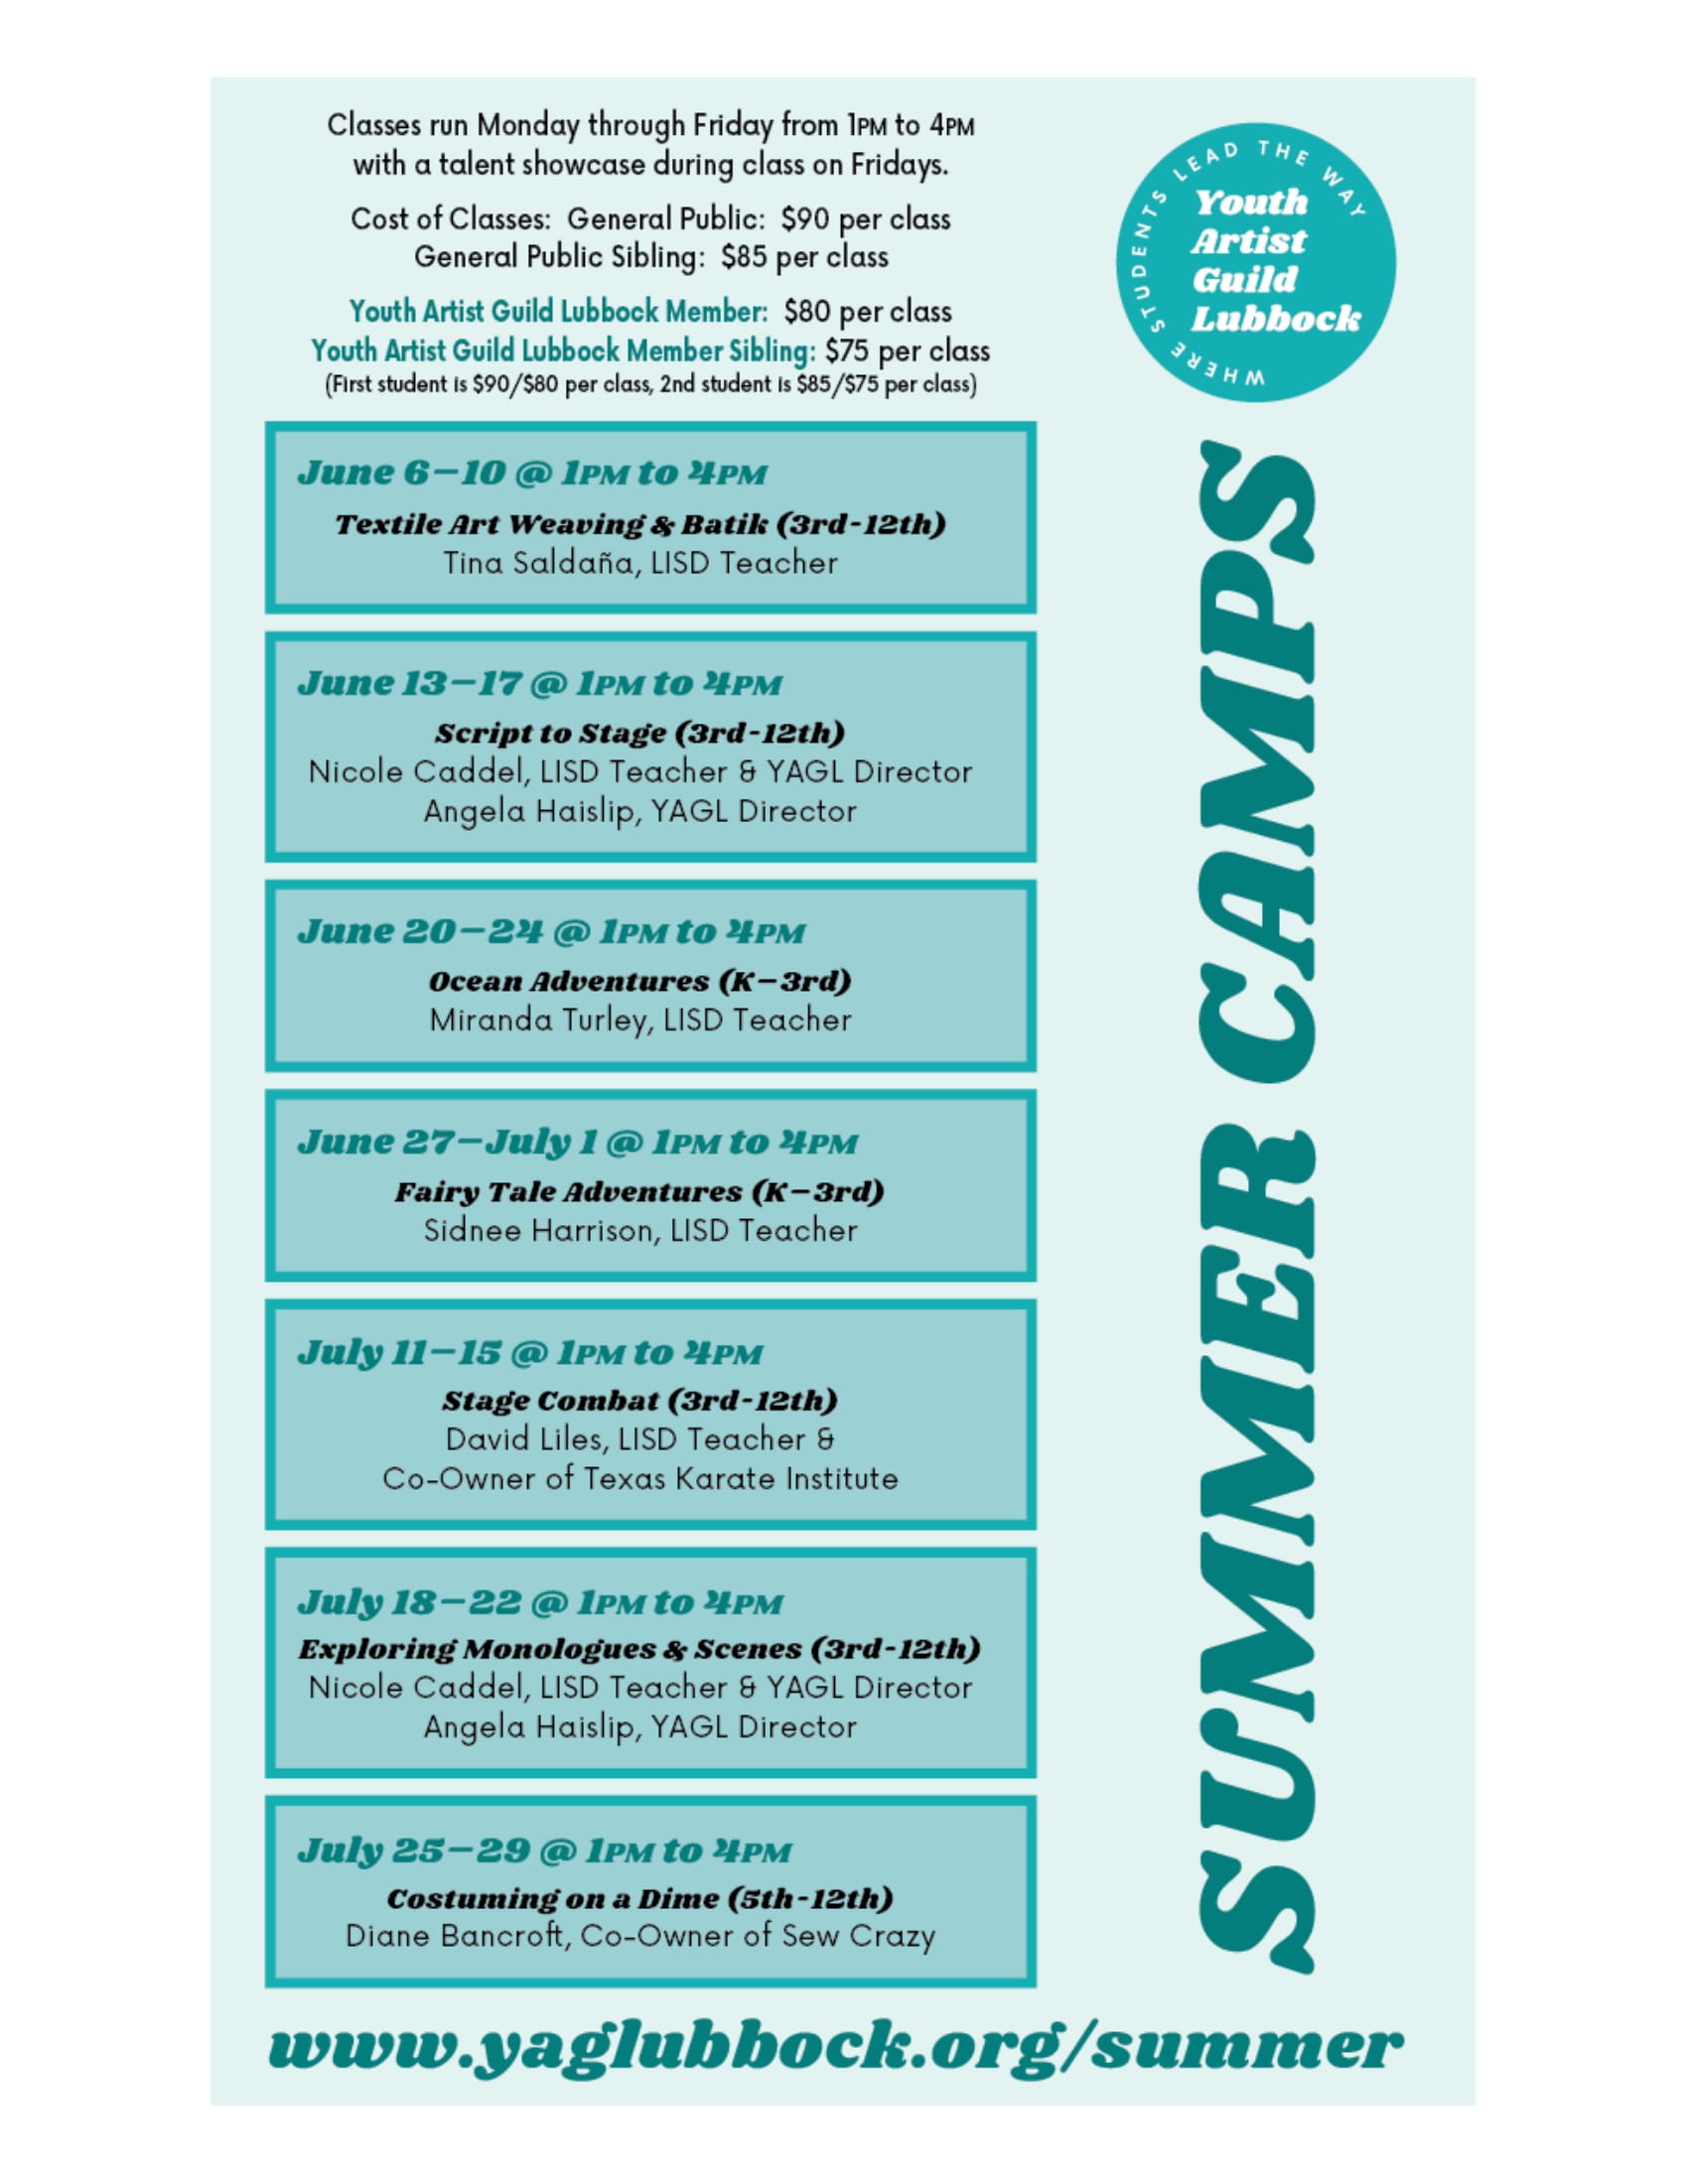 Classes run Monday through Friday from 1PM to 4PM
with a talent showcase during class on Fridays.
Cost of Classes: General Public: $90 per class
General Public Sibling: $85 per class
Youth Artist Guild Lubbock Member: $80 per class
Youth Artist Guild Lubbock Member Sibling: $75 per class
(First student is $90/$80 per class, 2nd student is $85/$75 per class)
WHERE STUDENTS LEAD THE WAY
Youth
Artist
Guild
Lubbock
SUMMER CAMPS
June 6–10 @ 1PM to 4PM
Textile Art Weaving & Batik (3rd-12th)
Tina Saldaña, LISD Teacher
June 13–17 @ 1PM to 4PM
Script to Stage (3rd-12th)
Nicole Caddel, LISD Teacher & YAGL Director
Angela Haislip, YAGL Director
June 20–24 @ 1PM to 4PM
Ocean Adventures (K–3rd)
Miranda Turley, LISD Teacher
June 27–July 1 @ 1PM to 4PM
Fairy Tale Adventures (K–3rd)
Sidnee Harrison, LISD Teacher
July 11–15 @ 1PM to 4PM
Stage Combat (3rd-12th)
David Liles, LISD Teacher &
Co-Owner of Texas Karate Institute
July 18–22 @ 1PM to 4PM
Exploring Monologues & Scenes (3rd-12th)
Nicole Caddel, LISD Teacher & YAGL Director
Angela Haislip, YAGL Director
July 25–29 @ 1PM to 4PM
Costuming on a Dime (5th-12th)
Diane Bancroft, Co-Owner of Sew Crazy
www.yaglubbock.org/summer